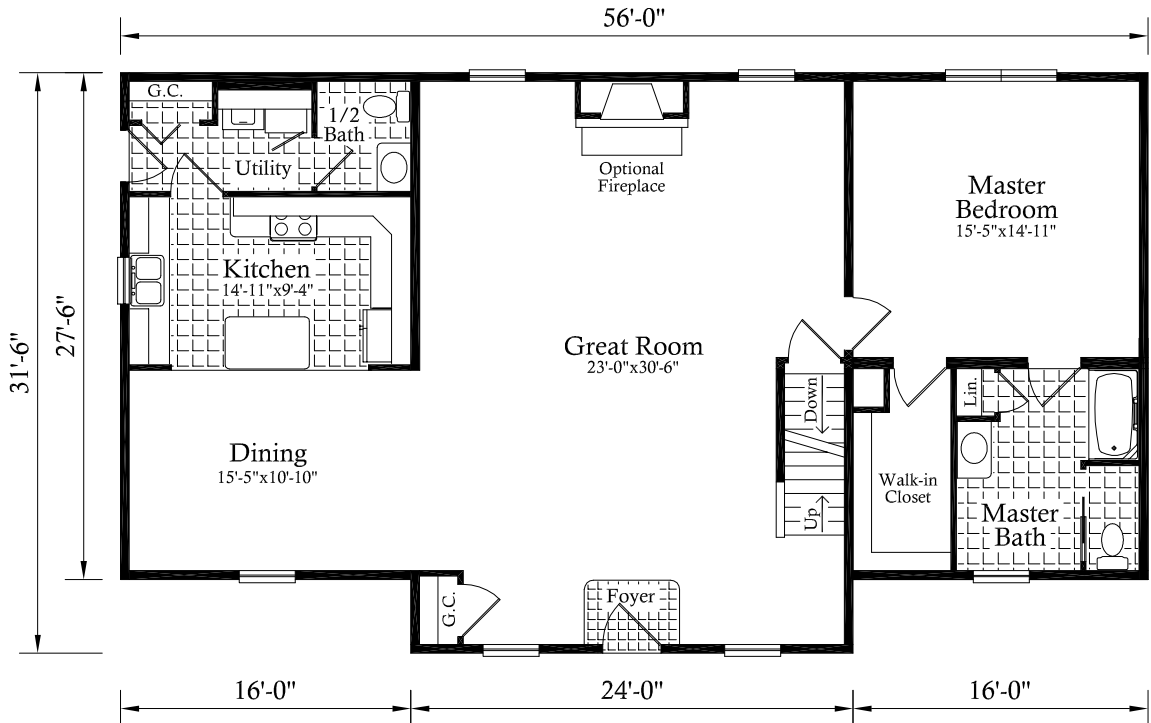 56'-0"
G.C.
1/2
Bath
Utility
Optional
Fireplace
Master
Bedroom
15'-5"x14'-11"
Kitchen
14'-11"x9'-4"
31'-6"
27'-6"
Great Room
23'-0"x30'-6"
Down
Lin.
Dining
15'-5"x10'-10"
Walk-in
Closet
Up
Master
Bath
G.C.
Foyer
16'-0"
24'-0"
16'-0"